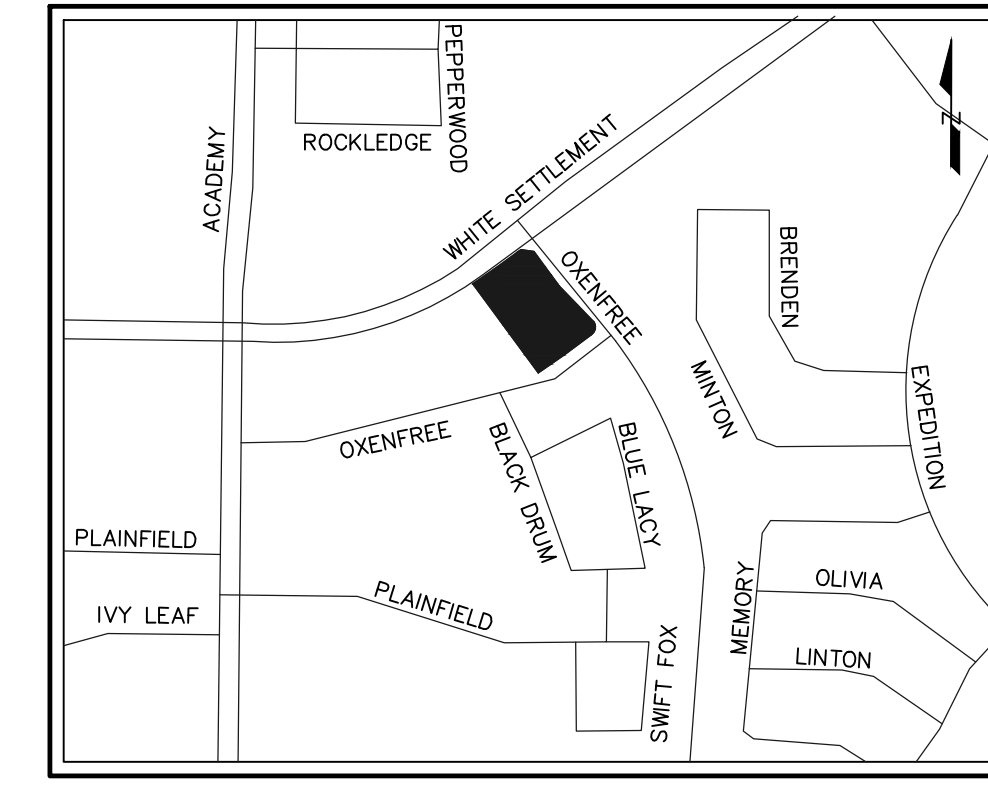 PEPPERWOOD
ROCKLEDGE
ACADEMY
WHITE SETTLEMENT
N
OXENFREE
BRENDEN
MINTON
EXPEDITION
OXENFREE
BLACK DRUM
BLUE LACY
PLAINFIELD
IVY LEAF
PLAINFIELD
MEMORY
OLIVIA
LINTON
SWIFT FOX